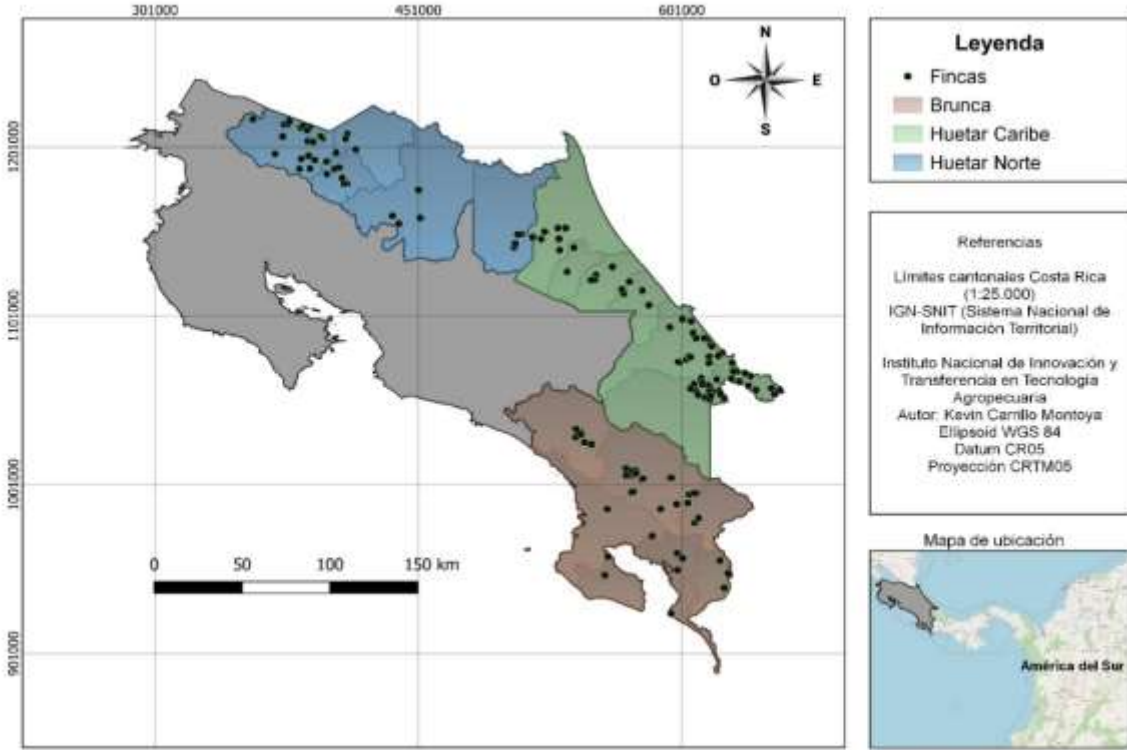 301000 451000 601000
N
O E
S
1201000
1101000
1001000
901000
0 50 100 150 km
Leyenda
Fincas
Brunca
Huetar Caribe
Huetar Norte
Referencias
Límites cantonales Costa Rica
(1:25.000)
IGN-SNIT (Sistema Nacional de
Información Territorial)
Instituto Nacional de Innovación y
Transferencia en Tecnología
Agropecuaria
Autor: Kevin Carrillo Montoya
Ellipsoid WGS 84
Datum CR05
Proyección CRTM05
Mapa de ubicación
América del Sur